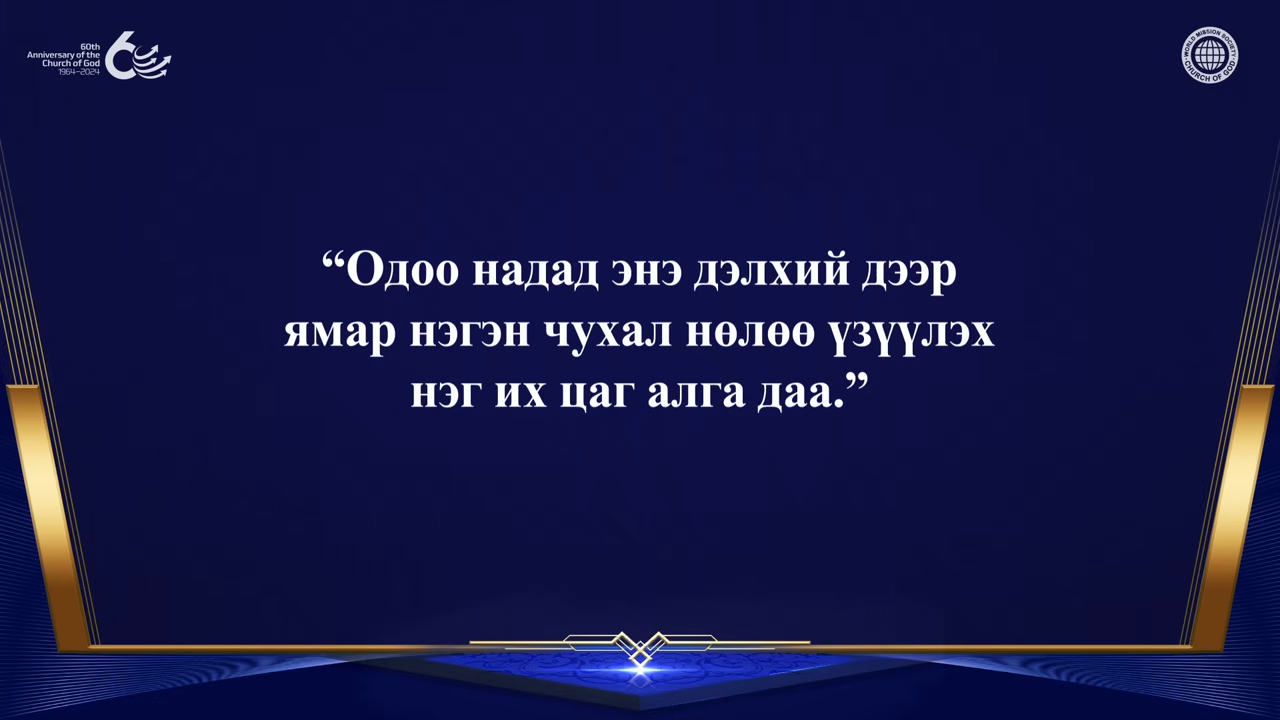 60th
Anniversary of the
Church of God
1964–2024
WORLD MISSION SOCIETY
CHURCH OF GOD
“Одоо надад энэ дэлхий дээр
ямар нэгэн чухал нөлөө үзүүлэх
нэг их цаг алга даа.”